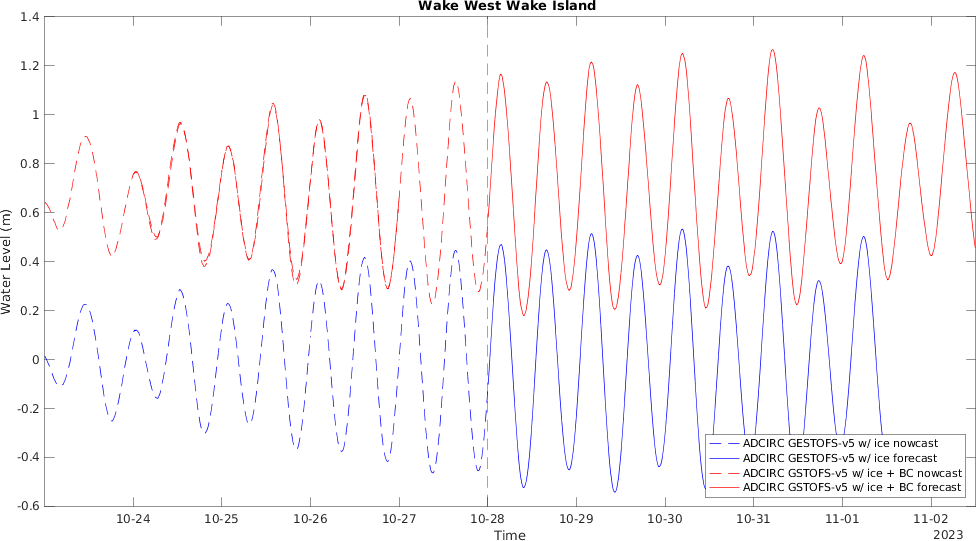 Wake West Wake Island
1.4
1.2
1
0.8
0.6
0.4
0.2
0
-0.2
-0.4
-0.6
Water Level (m)
ADCIRC GESTOFS-v5 w/ ice nowcast
ADCIRC GESTOFS-v5 w/ ice forecast
ADCIRC GSTOFS-v5 w/ ice + BC nowcast
ADCIRC GSTOFS-v5 w/ ice + BC forecast
10-24 10-25 10-26 10-27 10-28 10-29 10-30 10-31 11-01 11-02
Time
2023